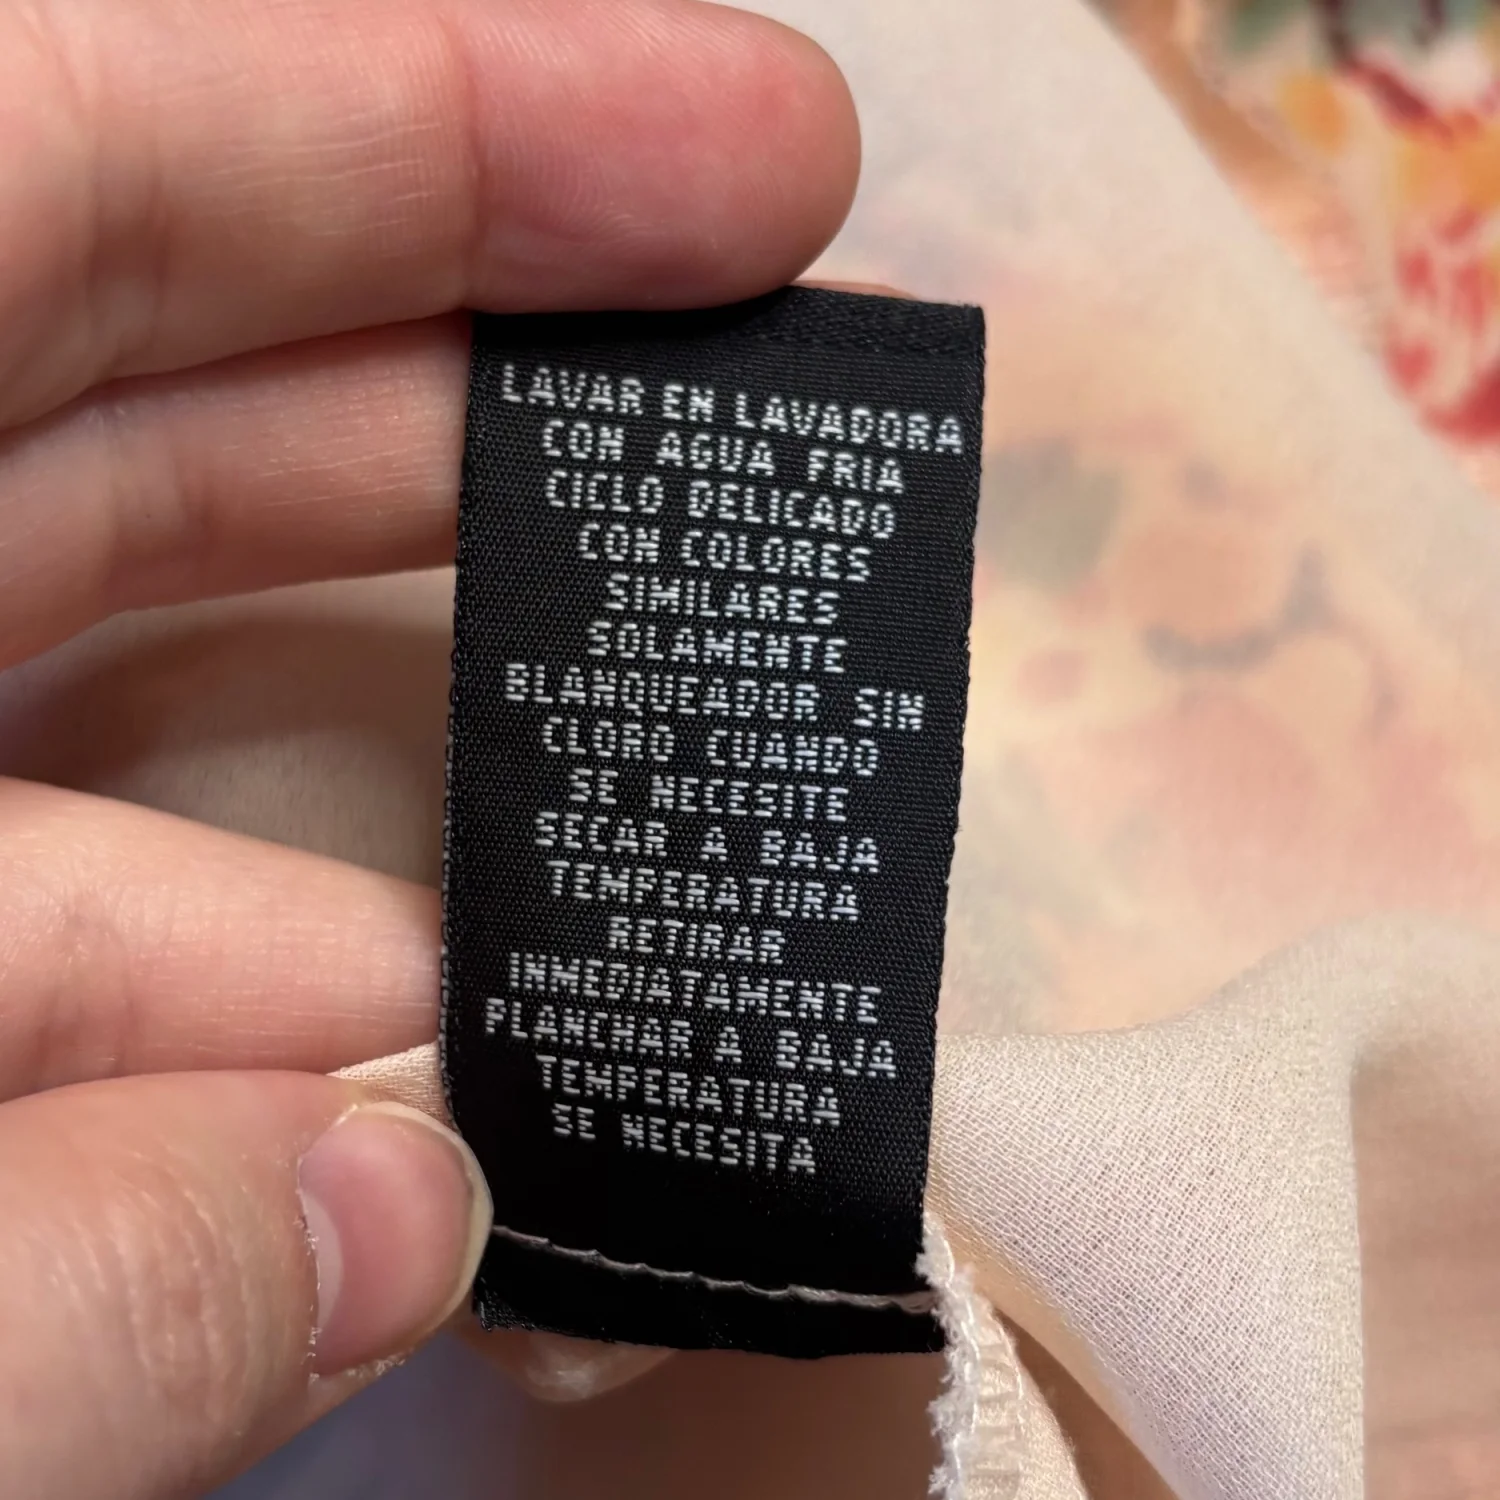 LAVAR EN LAVADORA
CON AGUA FRIA
CICLO DELICADO
CON COLORES
SIMILARES
SOLAMENTE
BLANQUEADOR SIN
CLORO CUANDO
SE NECESITE
SECAR A BAJA
TEMPERATURA
RETIRAR
INMEDIATAMENTE
PLANCHAR A BAJA
TEMPERATURA
SE NECESITA